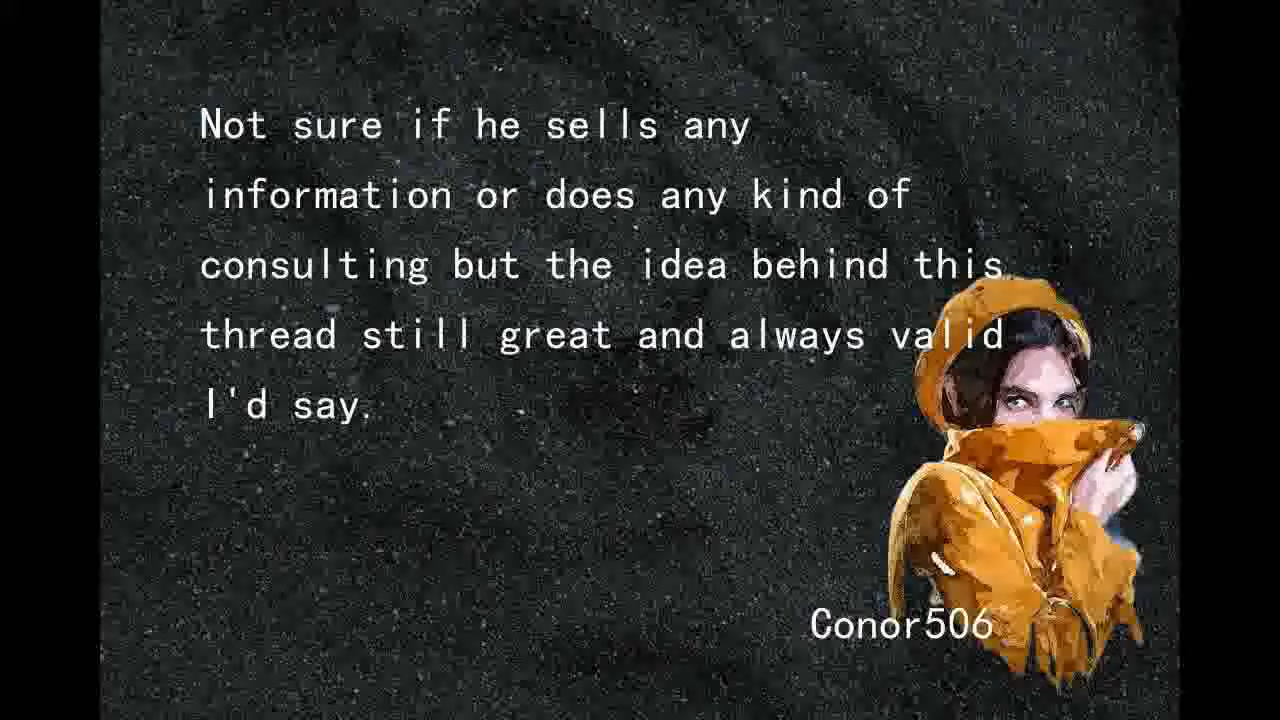 Not sure if he sells any
information or does any kind of
consulting but the idea behind this
thread still great and always valid
I'd say.
Conor506